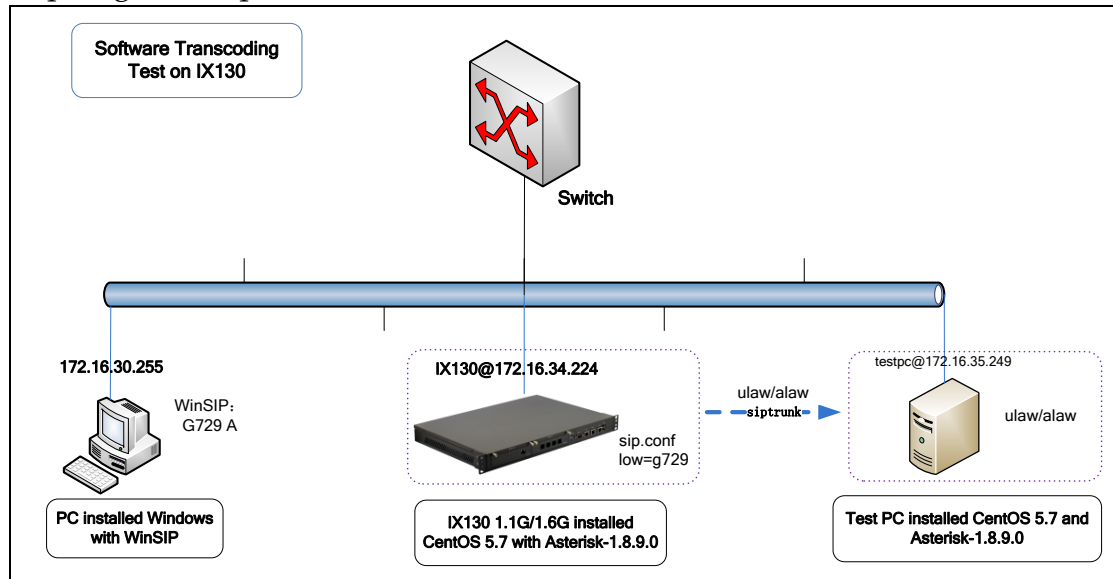 Software Transcoding
Test on IX130
Switch
172.16.30.255
WinSIP：
G729 A
IX130@172.16.34.224
sip.conf
low=g729
ulaw/alaw
siptrunk
testpc@172.16.35.249
ulaw/alaw
PC installed Windows
with WinSIP
IX130 1.1G/1.6G installed
CentOS 5.7 with Asterisk-1.8.9.0
Test PC installed CentOS 5.7 and
Asterisk-1.8.9.0